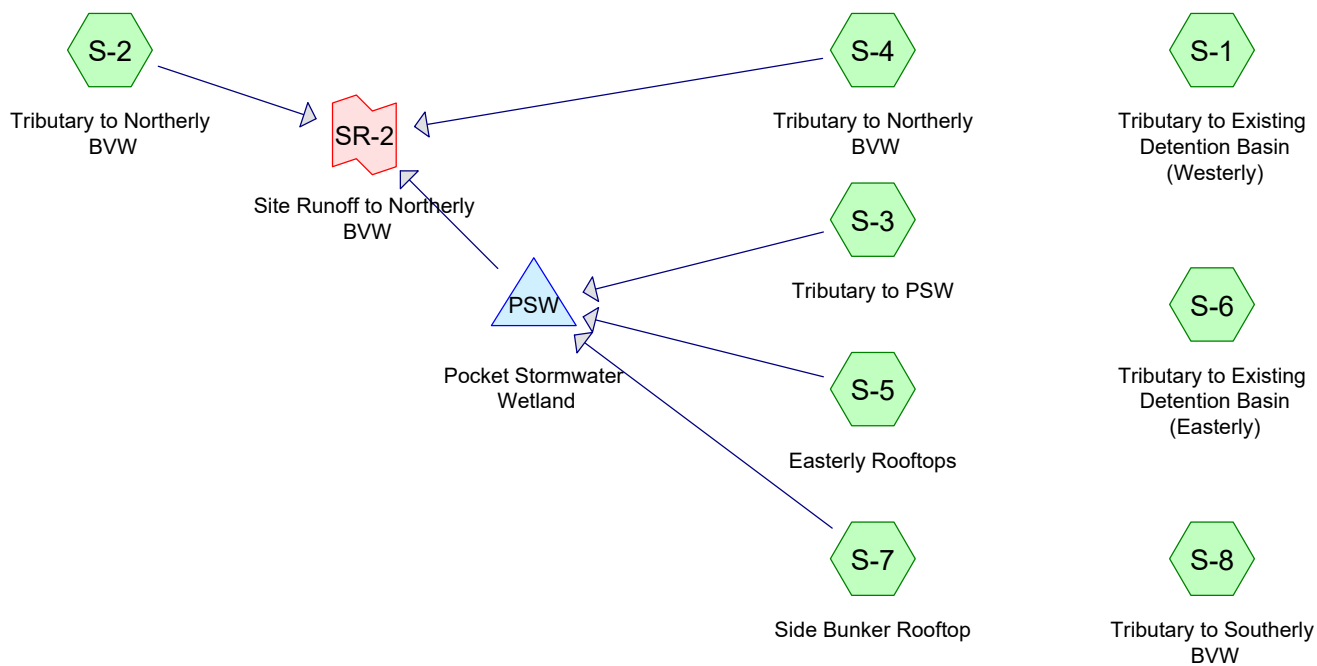 S-2
Tributary to Northerly
BVW
SR-2
Site Runoff to Northerly
BVW
PSW
Pocket Stormwater
Wetland
S-4
Tributary to Northerly
BVW
S-3
Tributary to PSW
S-5
Easterly Rooftops
S-7
Side Bunker Rooftop
S-1
Tributary to Existing
Detention Basin
(Westerly)
S-6
Tributary to Existing
Detention Basin
(Easterly)
S-8
Tributary to Southerly
BVW